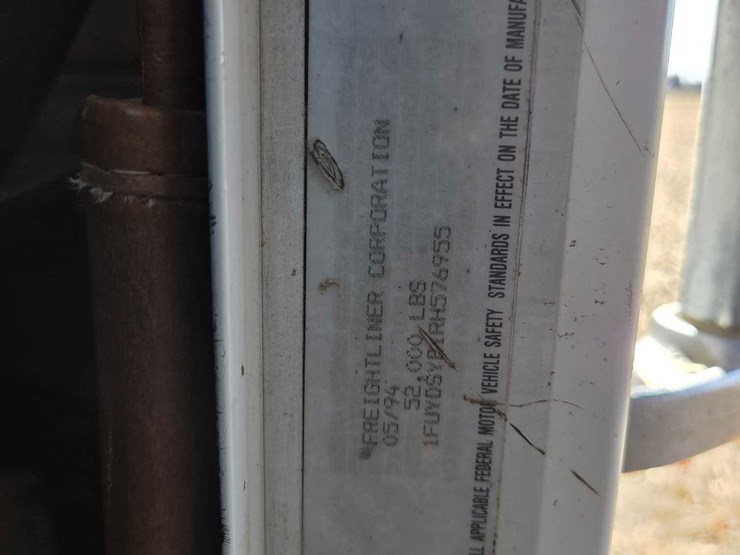 FREIGHTLINER CORPORATION
05/94
52,000 LBS
1FUYDSYB1RH576955
LL APPLICABLE FEDERAL MOTOR VEHICLE SAFETY STANDARDS IN EFFECT ON THE DATE OF MANUFA